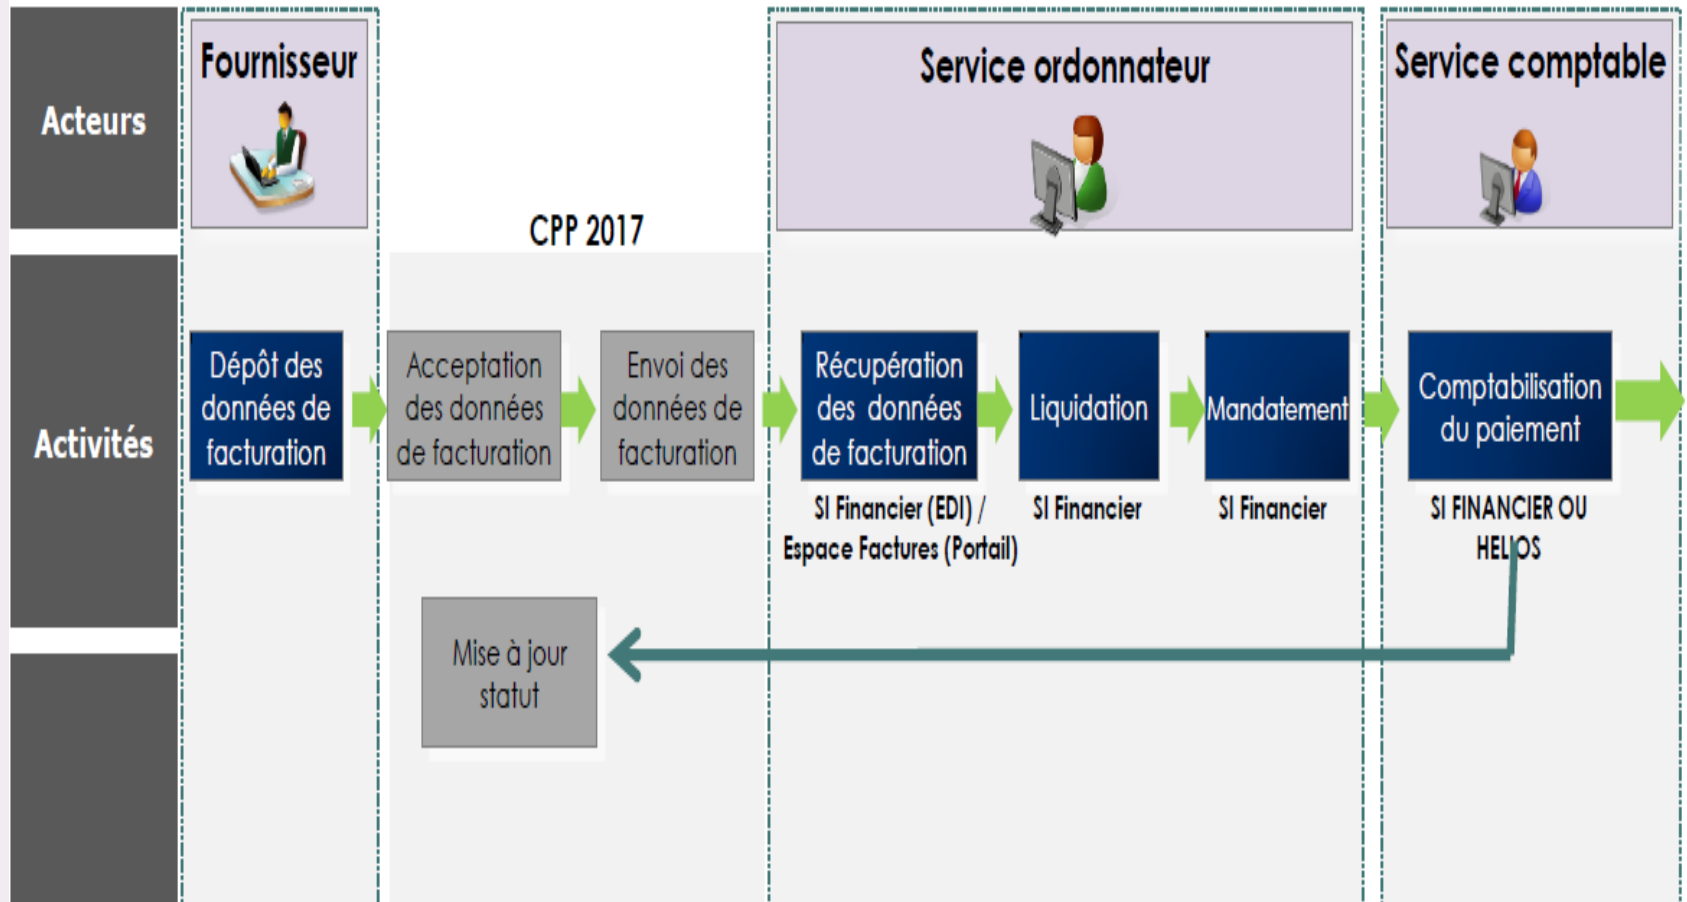 Acteurs
Fournisseur
Service ordonnateur
Service comptable
CPP 2017
Activités
Dépôt des
données de
facturation
Acceptation
des données
de facturation
Envoi des
données de
facturation
Récupération
des données
de facturation
SI Financier (EDI) /
Espace Factures (Portail)
Liquidation
SI Financier
Mandatement
SI Financier
Comptabilisation
du paiement
SI FINANCIER OU
HELIOS
Mise à jour
statut